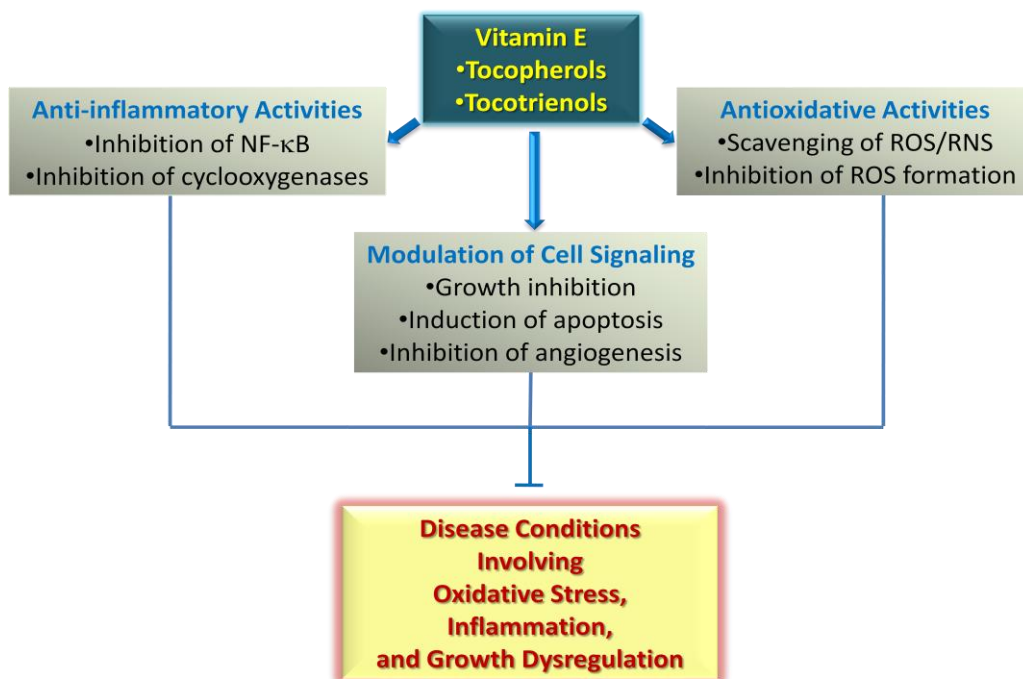 Vitamin E
•Tocopherols
•Tocotrienols
Anti-inflammatory Activities
•Inhibition of NF-κB
•Inhibition of cyclooxygenases
Antioxidative Activities
•Scavenging of ROS/RNS
•Inhibition of ROS formation
Modulation of Cell Signaling
•Growth inhibition
•Induction of apoptosis
•Inhibition of angiogenesis
Disease Conditions
Involving
Oxidative Stress,
Inflammation,
and Growth Dysregulation